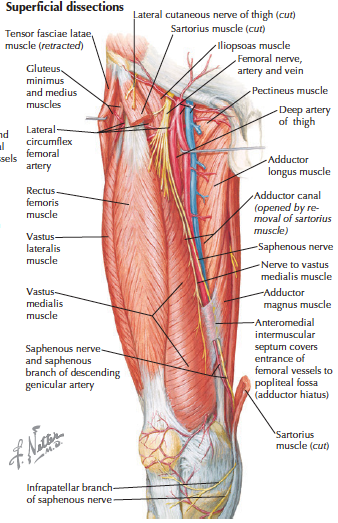 Superficial dissections
Lateral cutaneous nerve of thigh (cut)
Sartorius muscle (cut)
Tensor fasciae latae
muscle (retracted)
Iliopsoas muscle
Femoral nerve,
artery and vein
Gluteus
minimus
and medius
muscles
Pectineus muscle
Deep artery
of thigh
nd
al
ssels
Lateral
circumflex
femoral
artery
Adductor
longus muscle
Rectus
femoris
muscle
Adductor canal
(opened by re-
moval of sartorius
muscle)
Vastus
lateralis
muscle
Saphenous nerve
Nerve to vastus
medialis muscle
Vastus
medialis
muscle
Adductor
magnus muscle
Anteromedial
intermuscular
septum covers
entrance of
femoral vessels to
popliteal fossa
(adductor hiatus)
Saphenous nerve
and saphenous
branch of descending
genicular artery
Sartorius
muscle (cut)
F. Netter
M.D.
Infrapatellar branch
of saphenous nerve